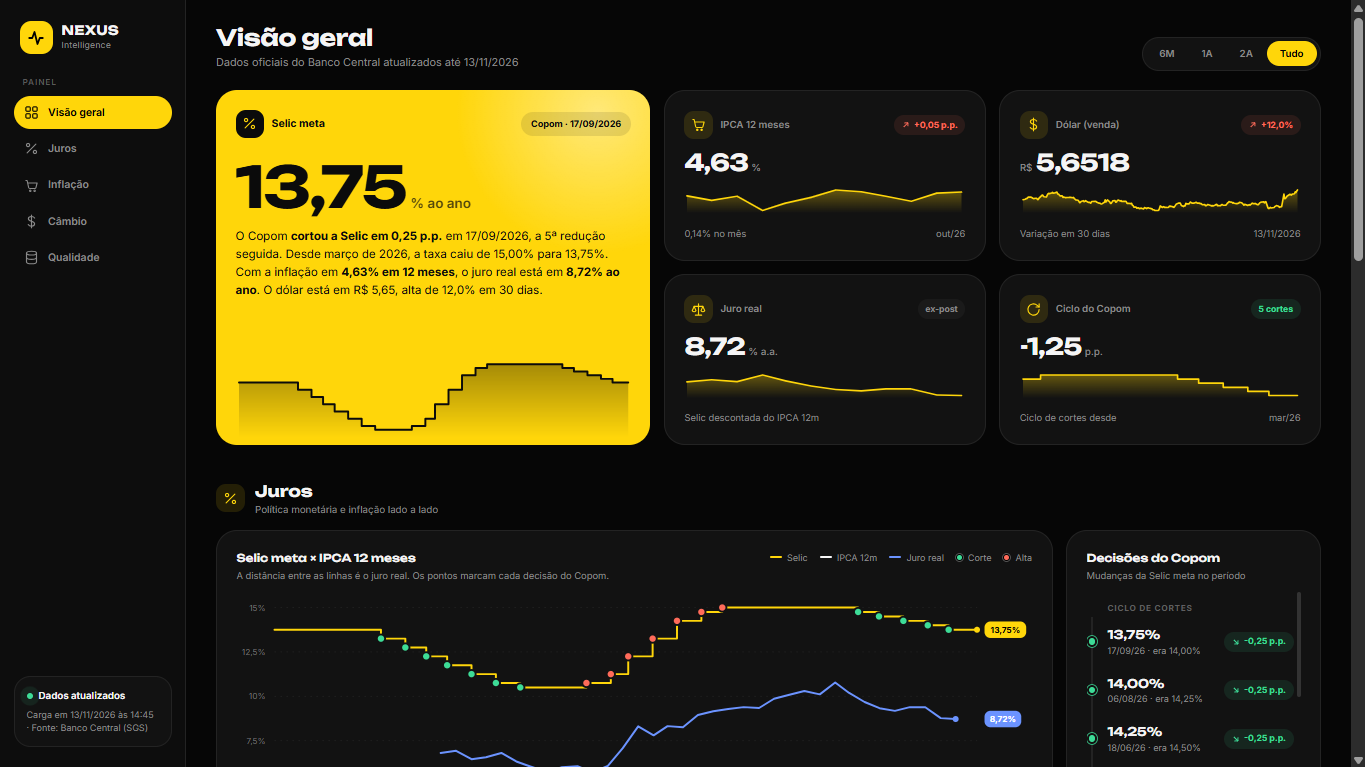 NEXUS
Intelligence
PAINEL
Visão geral
Juros
Inflação
Câmbio
Qualidade
Dados atualizados
Carga em 13/11/2026 às 14:45
· Fonte: Banco Central (SGS)
Visão geral
Dados oficiais do Banco Central atualizados até 13/11/2026
6M 1A 2A Tudo
Selic meta
Copom · 17/09/2026
13,75 % ao ano
O Copom cortou a Selic em 0,25 p.p. em 17/09/2026, a 5ª redução
seguida. Desde março de 2026, a taxa caiu de 15,00% para 13,75%.
Com a inflação em 4,63% em 12 meses, o juro real está em 8,72% ao
ano. O dólar está em R$ 5,65, alta de 12,0% em 30 dias.
IPCA 12 meses
+0,05 p.p.
4,63 %
0,14% no mês out/26
Dólar (venda)
+12,0%
R$ 5,6518
Variação em 30 dias 13/11/2026
Juro real
ex-post
8,72 % a.a.
Selic descontada do IPCA 12m
Ciclo do Copom
5 cortes
-1,25 p.p.
Ciclo de cortes desde mar/26
Juros
Política monetária e inflação lado a lado
Selic meta × IPCA 12 meses
Selic IPCA 12m Juro real Corte Alta
A distância entre as linhas é o juro real. Os pontos marcam cada decisão do Copom.
15%
12,5%
10%
7,5%
13,75%
8,72%
Decisões do Copom
Mudanças da Selic meta no período
CICLO DE CORTES
13,75%
17/09/26 · era 14,00%
-0,25 p.p.
14,00%
06/08/26 · era 14,25%
-0,25 p.p.
14,25%
18/06/26 · era 14,50%
-0,25 p.p.